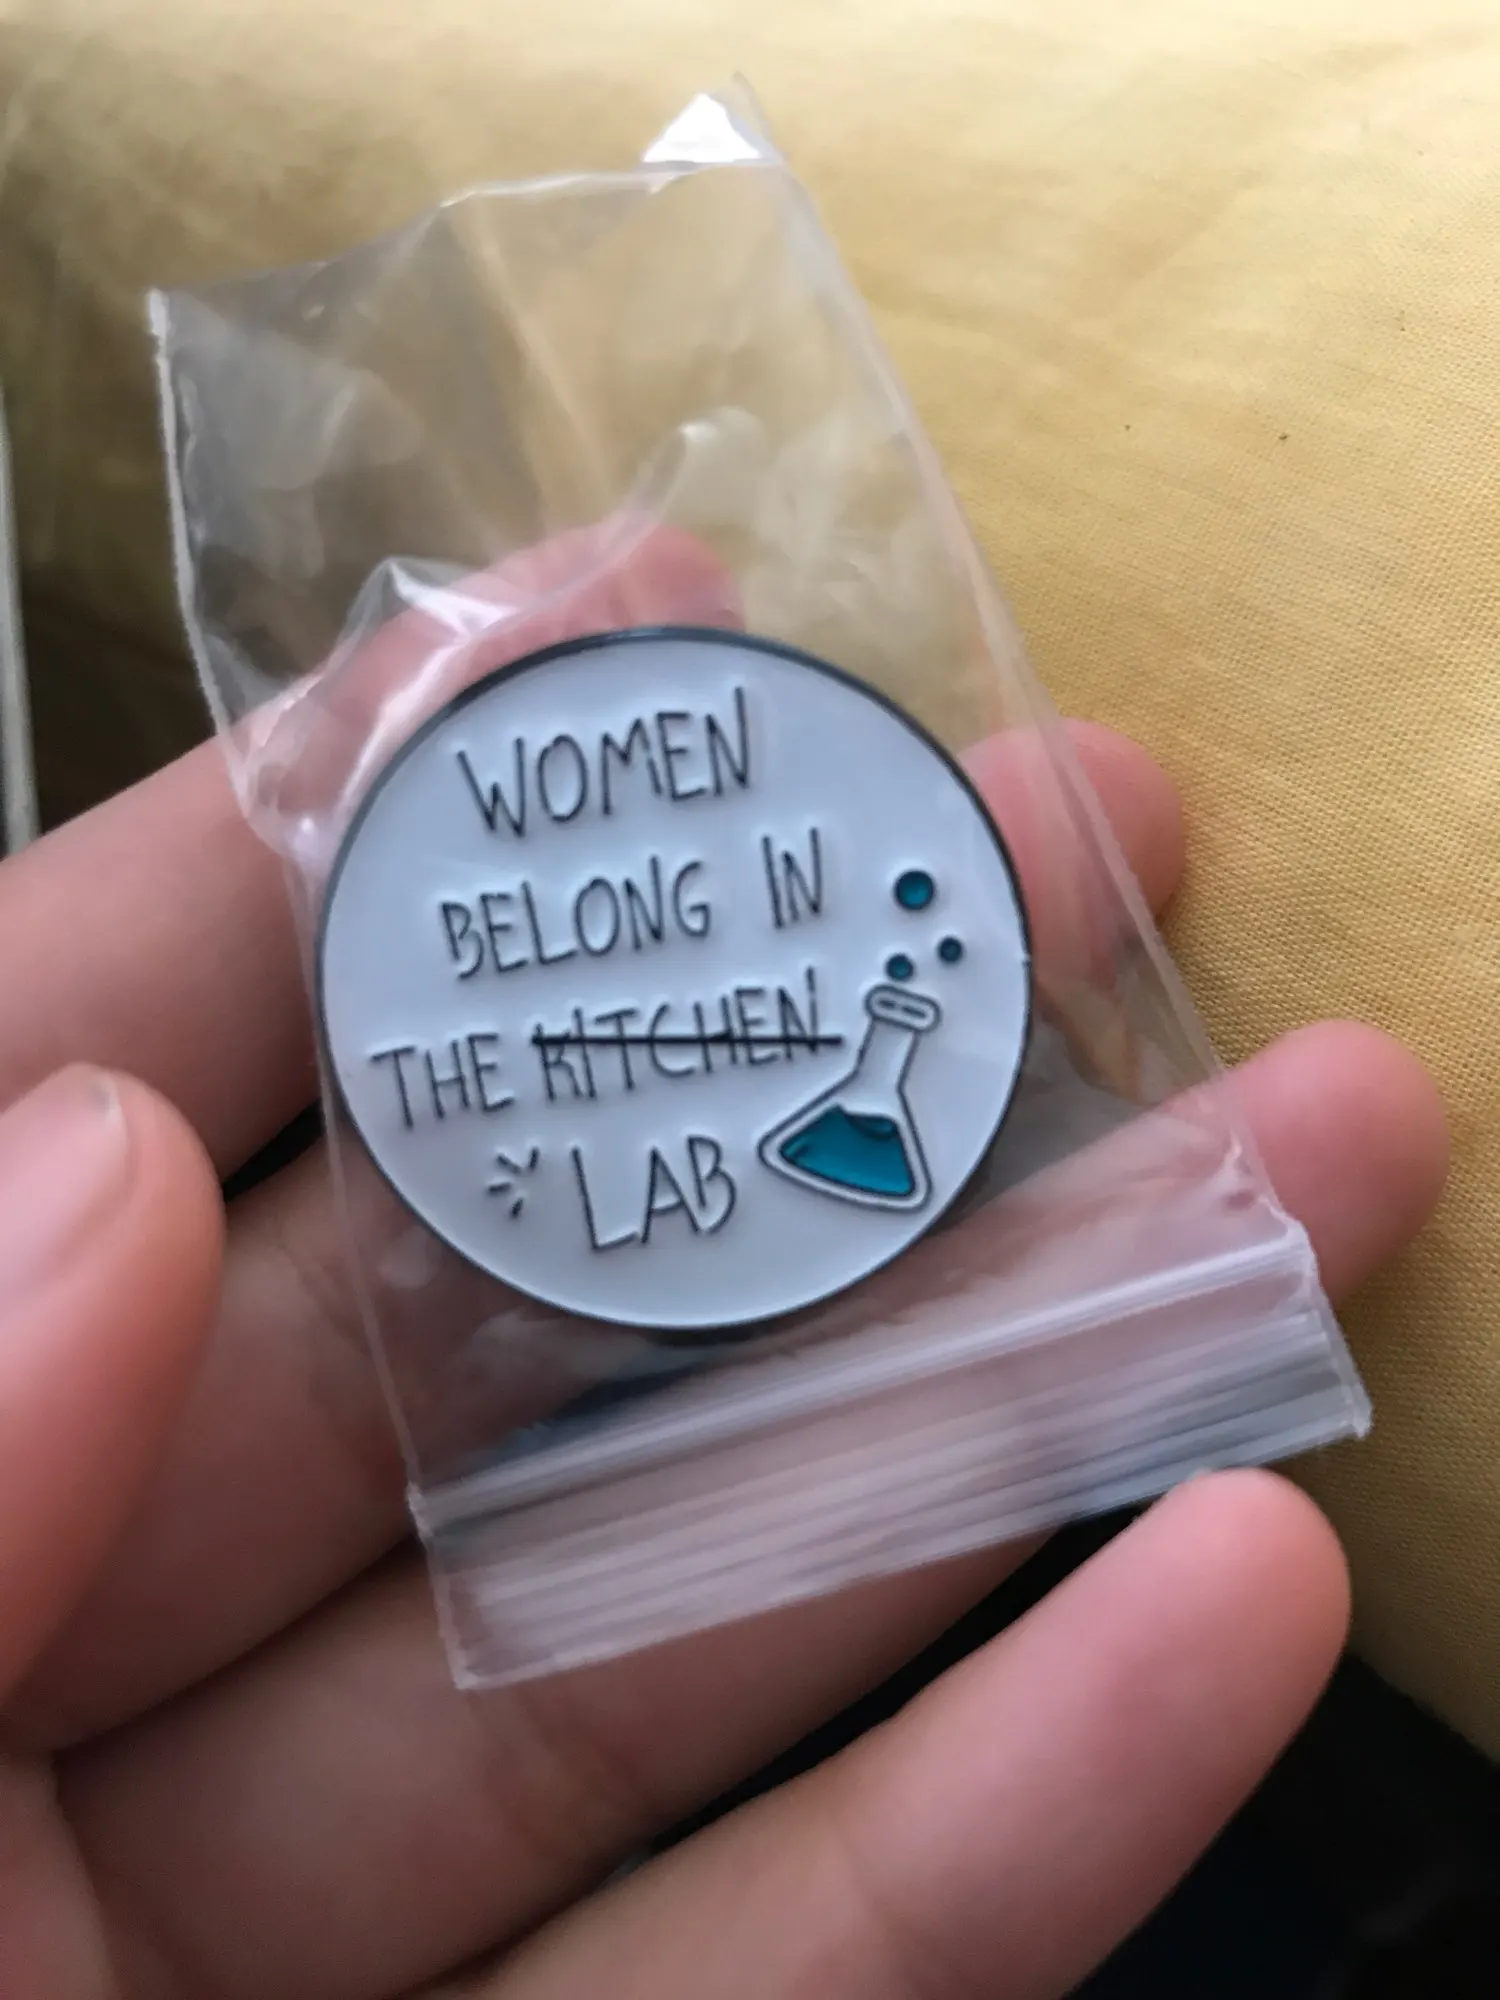 WOMEN
BELONG IN
THE KITCHEN
LAB